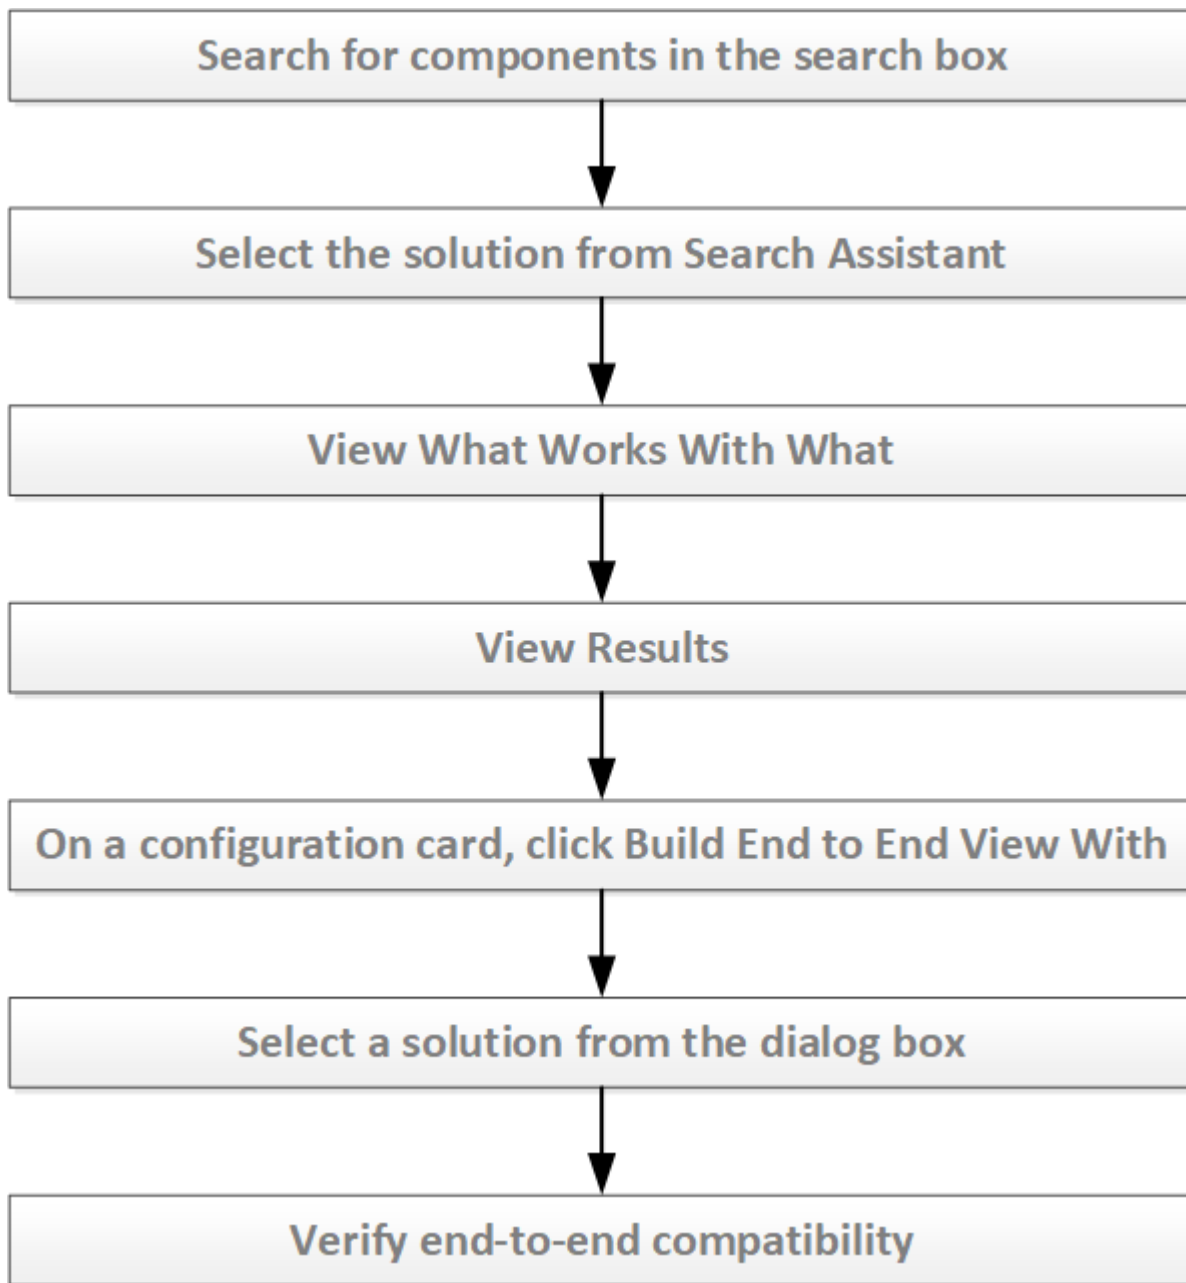 Search for components in the search box
Select the solution from Search Assistant
View What Works With What
View Results
On a configuration card, click Build End to End View With
Select a solution from the dialog box
Verify end-to-end compatibility